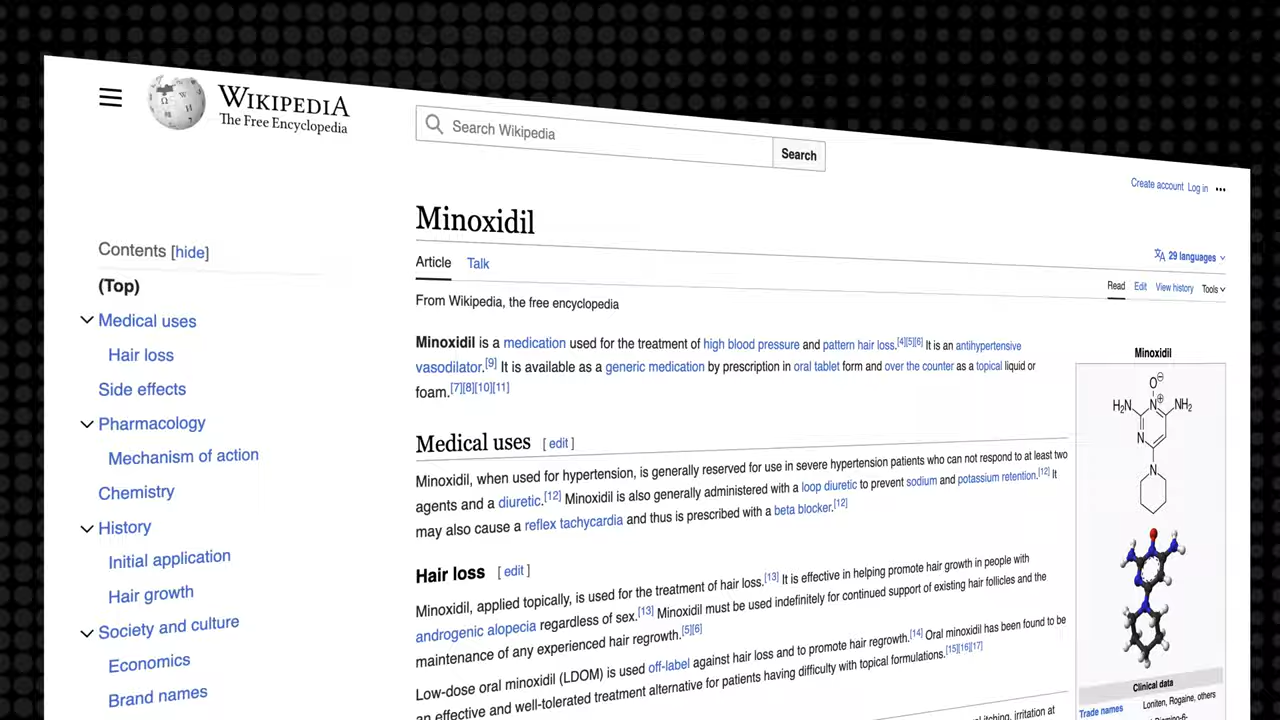 WIKIPEDIA
The Free Encyclopedia
Search Wikipedia
Search
Create account Log in
Minoxidil
29 languages
Article Talk
Read Edit View history Tools
From Wikipedia, the free encyclopedia
Contents [hide]
(Top)
Medical uses
Hair loss
Side effects
Pharmacology
Mechanism of action
Chemistry
History
Initial application
Hair growth
Society and culture
Economics
Brand names
Minoxidil is a medication used for the treatment of high blood pressure and pattern hair loss.[4][5][6] It is an antihypertensive
vasodilator.[9] It is available as a generic medication by prescription in oral tablet form and over the counter as a topical liquid or
foam.[7][8][10][11]
Medical uses [ edit ]
Minoxidil, when used for hypertension, is generally reserved for use in severe hypertension patients who can not respond to at least two
agents and a diuretic.[12] Minoxidil is also generally administered with a loop diuretic to prevent sodium and potassium retention.[12] It
may also cause a reflex tachycardia and thus is prescribed with a beta blocker.[12]
Hair loss [ edit ]
Minoxidil, applied topically, is used for the treatment of hair loss.[13] It is effective in helping promote hair growth in people with
androgenic alopecia regardless of sex.[13] Minoxidil must be used indefinitely for continued support of existing hair follicles and the
maintenance of any experienced hair regrowth.[5][6]
Low-dose oral minoxidil (LDOM) is used off-label against hair loss and to promote hair regrowth.[14] Oral minoxidil has been found to be
an effective and well-tolerated treatment alternative for patients having difficulty with topical formulations.[15][16][17]
itching, irritation at
Minoxidil
O⁻
H₂N N⊕ NH₂
N
N
Clinical data
Trade names Loniten, Rogaine, others